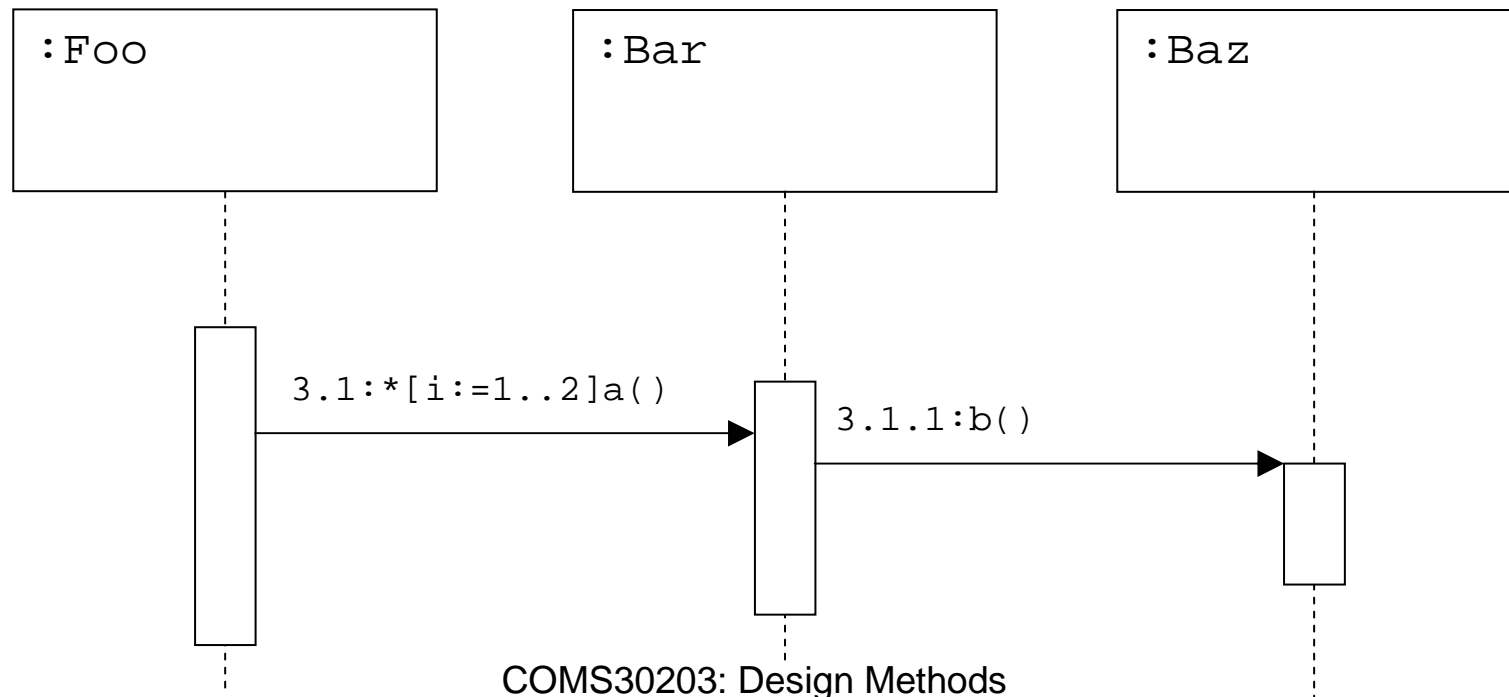 :Foo
:Bar
:Baz
3.1:*[i:=1..2]a()
3.1.1:b()
COMS30203: Design Methods